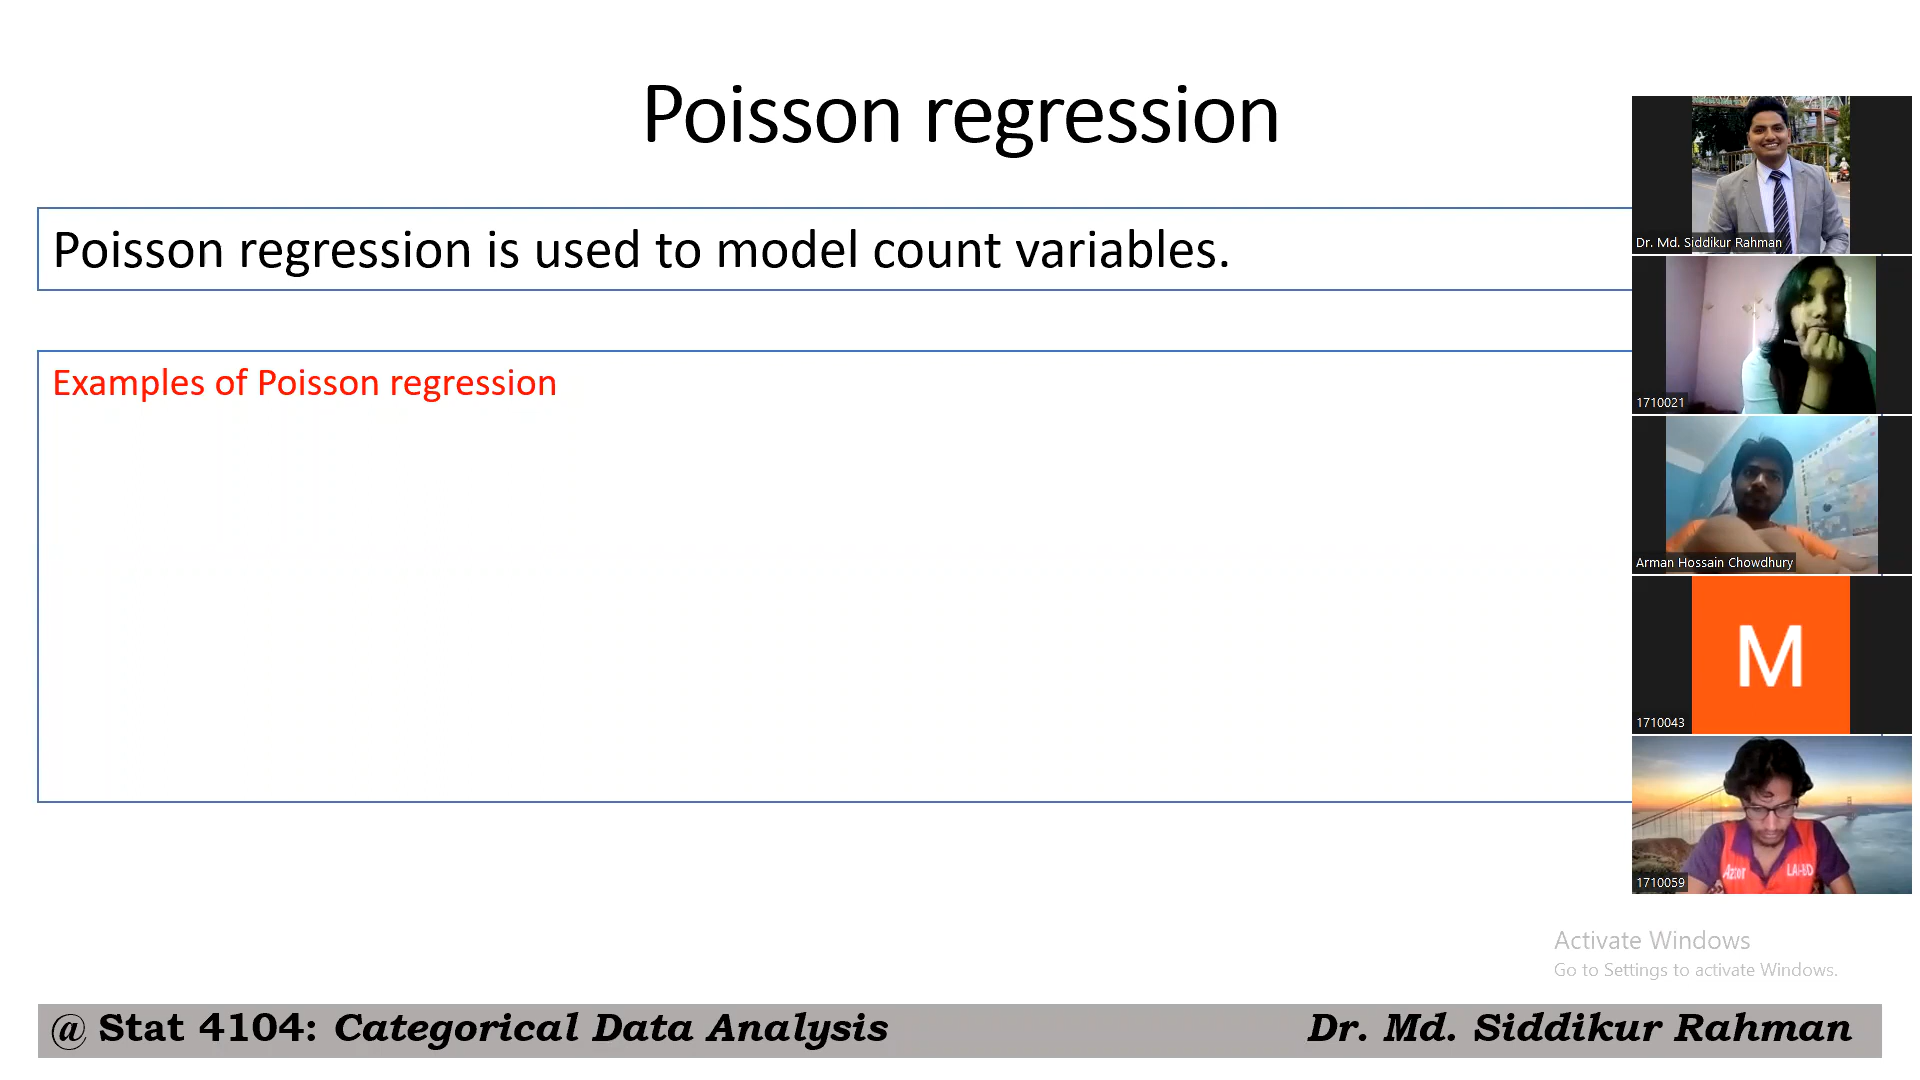 Poisson regression
Poisson regression is used to model count variables.
Examples of Poisson regression
Dr. Md. Siddikur Rahman
1710021
Arman Hossain Chowdhury
M
1710043
1710059
Activate Windows
Go to Settings to activate Windows.
@ Stat 4104: Categorical Data Analysis
Dr. Md. Siddikur Rahman